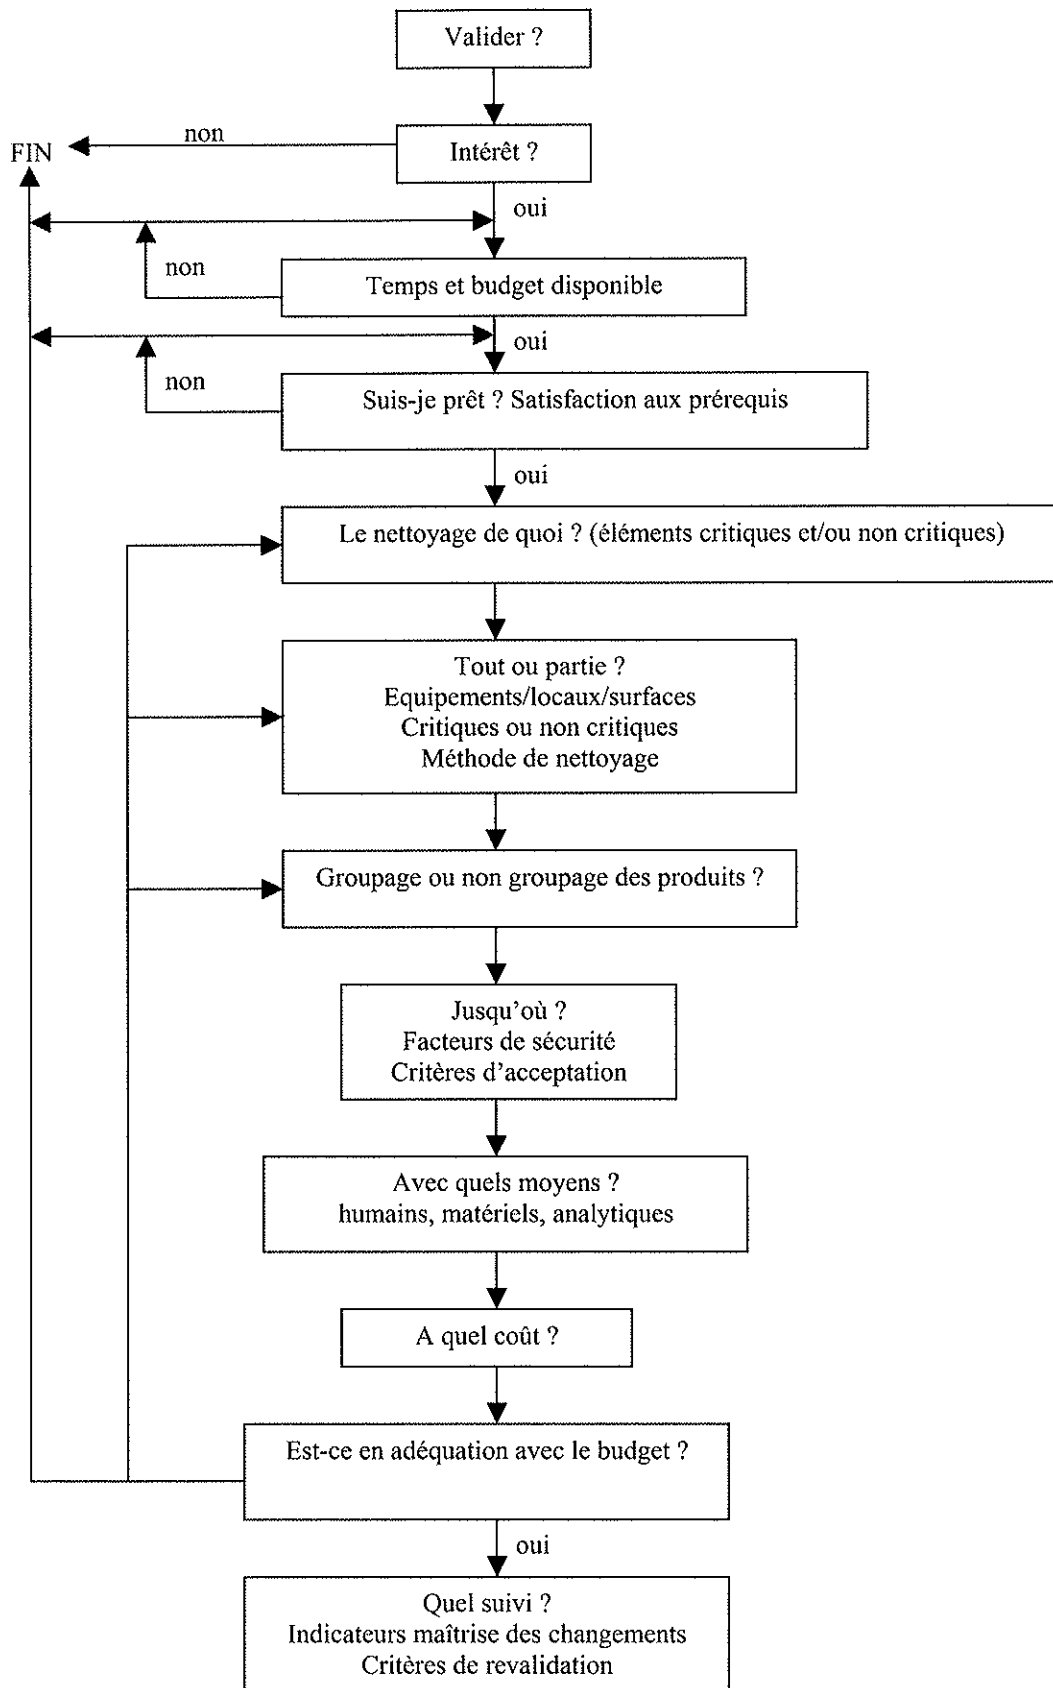 Valider ?
non
FIN
Intérêt ?
oui
non
Temps et budget disponible
oui
non
Suis-je prêt ? Satisfaction aux prérequis
oui
Le nettoyage de quoi ? (éléments critiques et/ou non critiques)
Tout ou partie ?
Equipements/locaux/surfaces
Critiques ou non critiques
Méthode de nettoyage
Groupage ou non groupage des produits ?
Jusqu'où ?
Facteurs de sécurité
Critères d'acceptation
Avec quels moyens ?
humains, matériels, analytiques
A quel coût ?
Est-ce en adéquation avec le budget ?
oui
Quel suivi ?
Indicateurs maîtrise des changements
Critères de revalidation